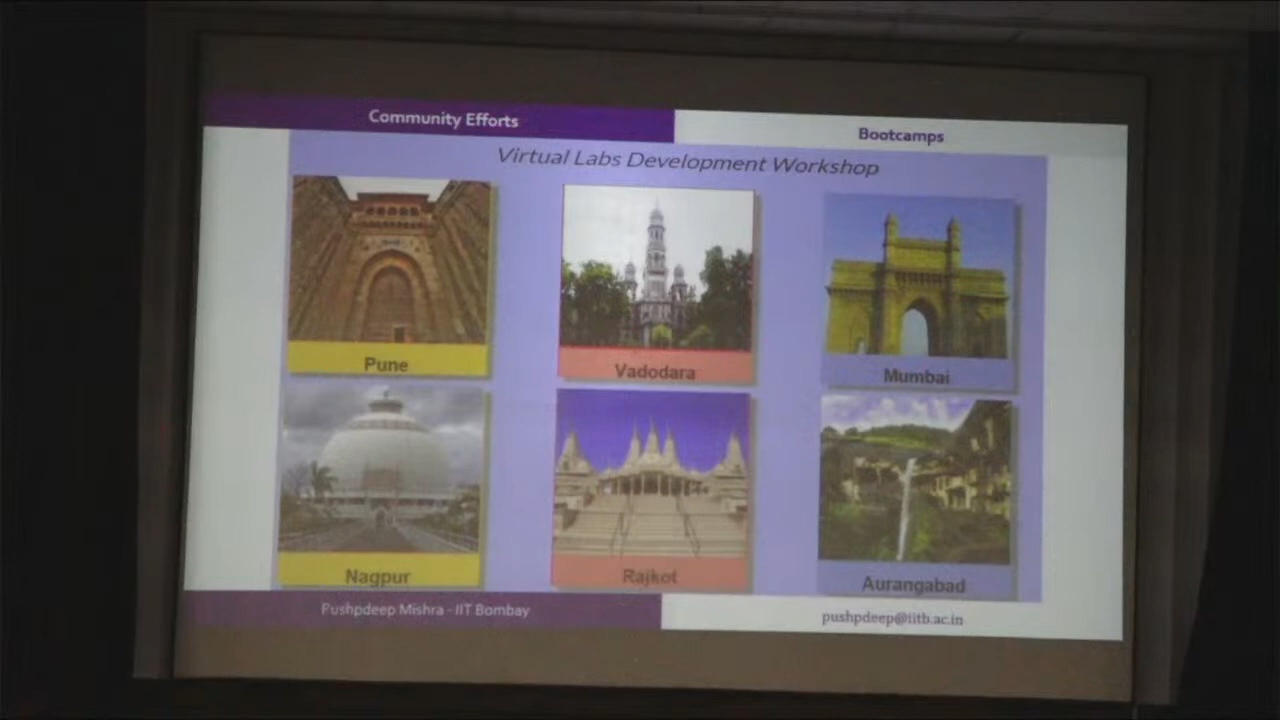 Community Efforts
Bootcamps
Virtual Labs Development Workshop
Pune
Vadodara
Mumbai
Nagpur
Rajkot
Aurangabad
Pushpdeep Mishra - IIT Bombay
pushpdeep@iitb.ac.in